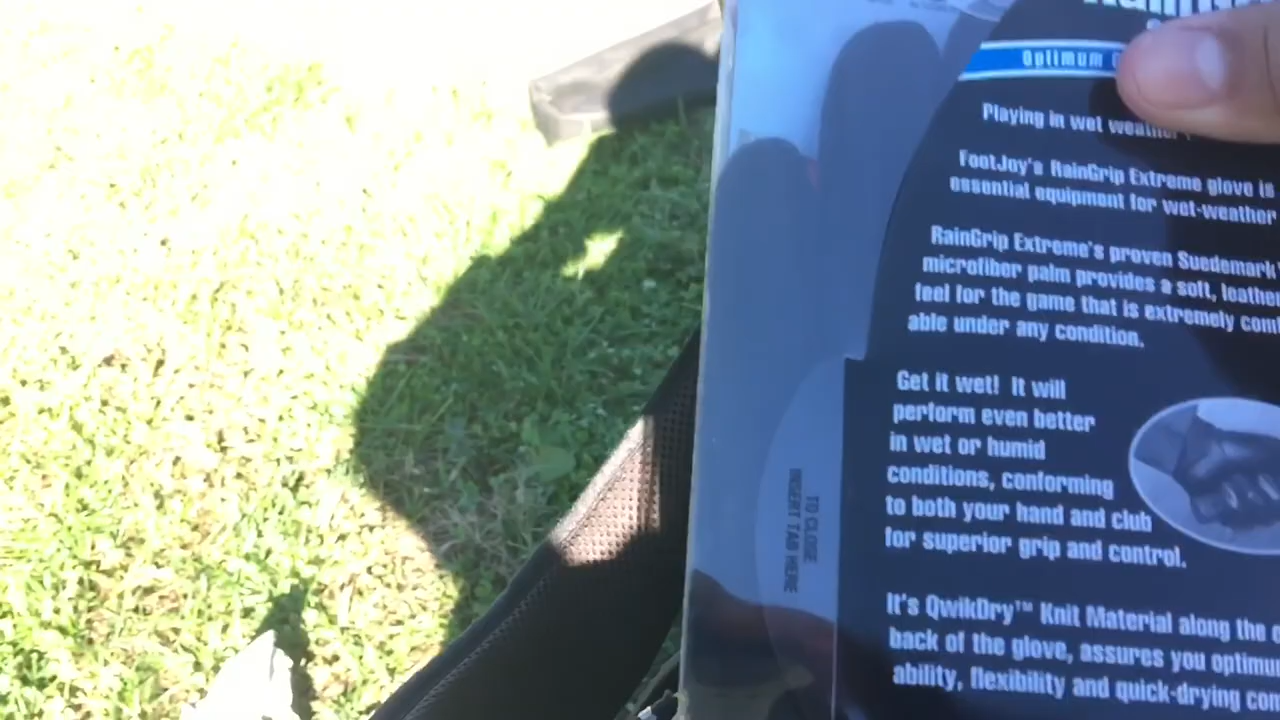 Optimum
Playing in wet weather
FootJoy's RainGrip Extreme glove is
essential equipment for wet-weather
RainGrip Extreme's proven Suedemark
microfiber palm provides a soft, leather
feel for the game that is extremely com
able under any condition.
Get it wet! It will
perform even better
in wet or humid
conditions, conforming
to both your hand and club
for superior grip and control.
It's QwikDry™ Knit Material along the
back of the glove, assures you optimu
ability, flexibility and quick-drying com
TO CLOSE
INSERT TAB HERE